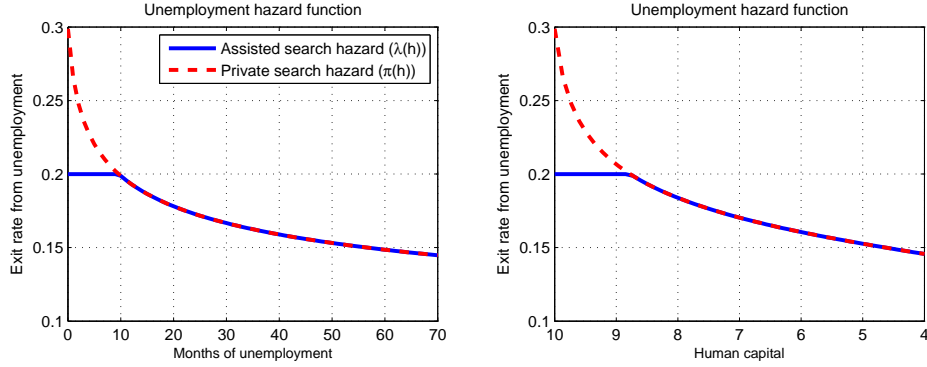 Unemployment hazard function
Exit rate from unemployment
0.3
0.25
0.2
0.15
0.1
Assisted search hazard (λ(h))
Private search hazard (π(h))
0 10 20 30 40 50 60 70
Months of unemployment
Unemployment hazard function
Exit rate from unemployment
0.3
0.25
0.2
0.15
0.1
10 9 8 7 6 5 4
Human capital